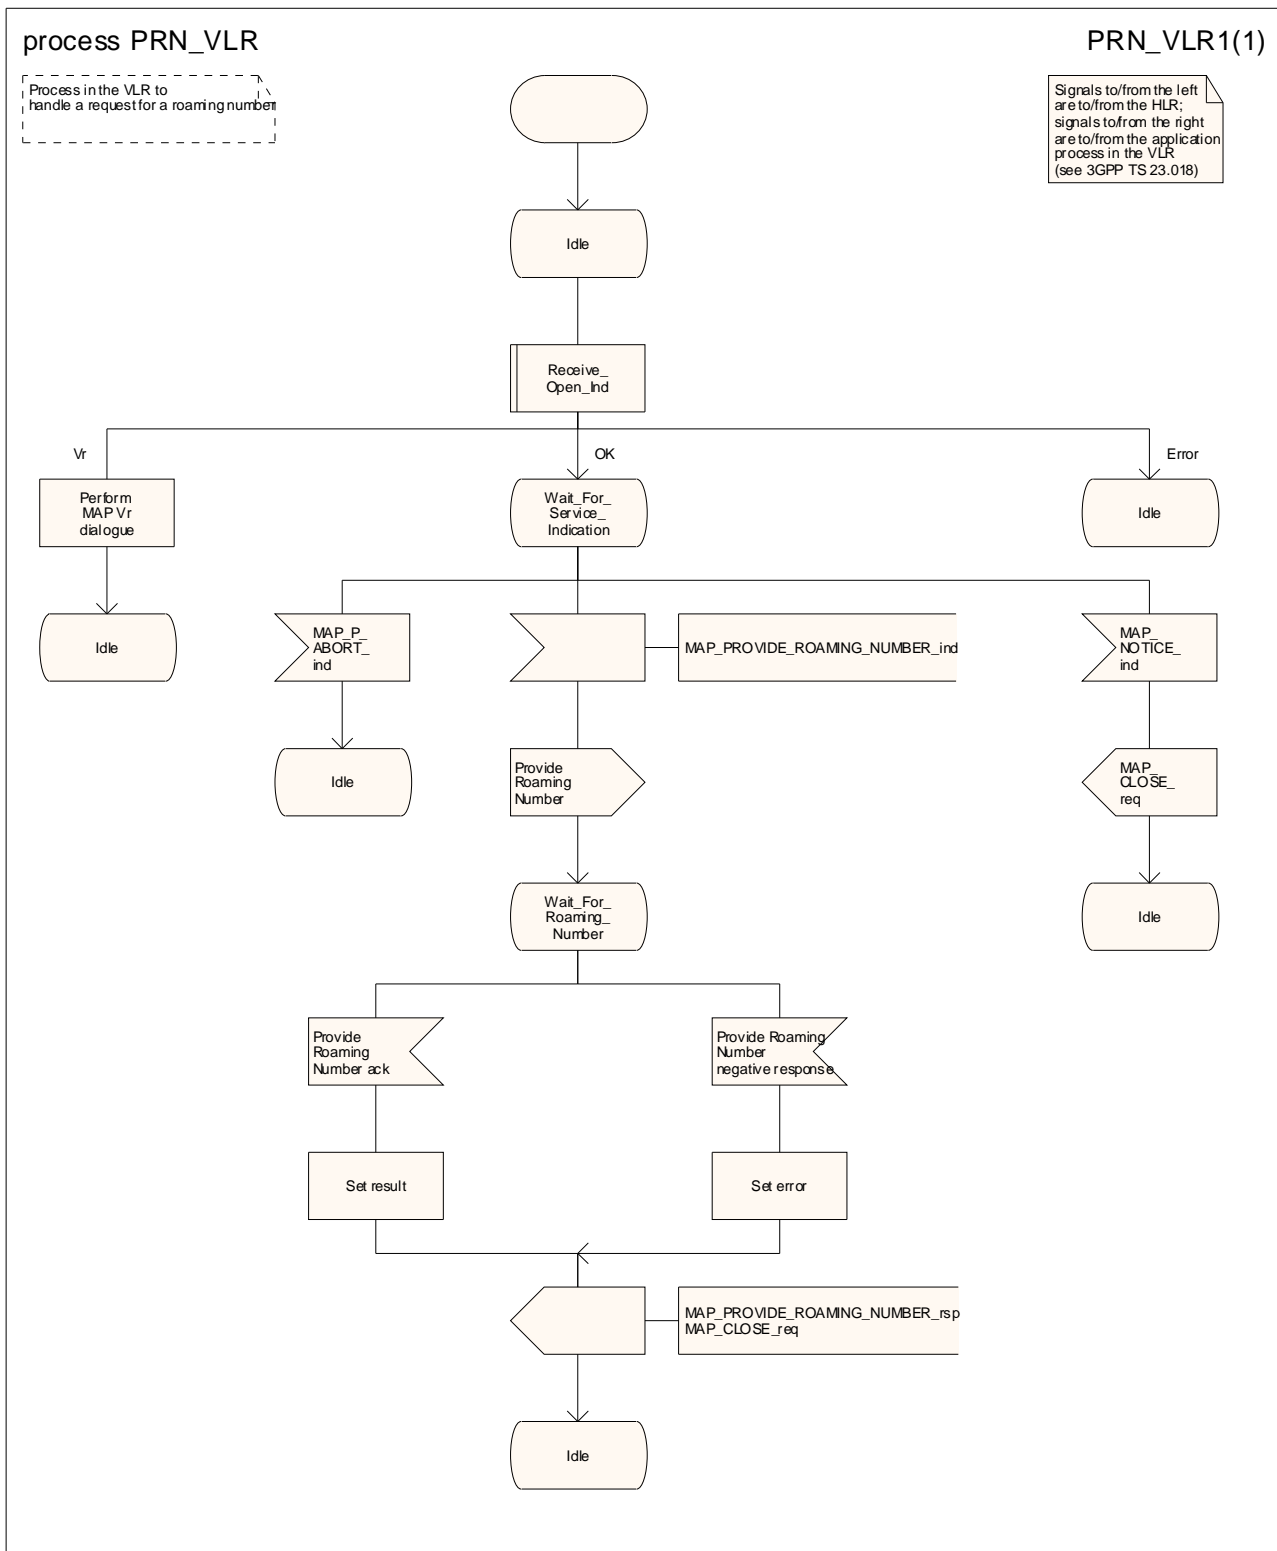 process PRN_VLR
PRN_VLR1(1)
Process in the VLR to
handle a request for a roaming number
Signals to/from the left
are to/from the HLR;
signals to/from the right
are to/from the application
process in the VLR
(see 3GPP TS 23.018)
Idle
Receive_
Open_Ind
Vr
OK
Error
Perform
MAP Vr
dialogue
Wait_For_
Service_
Indication
Idle
Idle
MAP_P_
ABORT_
ind
MAP_PROVIDE_ROAMING_NUMBER_ind
MAP_
NOTICE_
ind
Idle
Provide
Roaming
Number
MAP_
CLOSE_
req
Wait_For_
Roaming_
Number
Idle
Provide
Roaming
Number ack
Provide Roaming
Number
negative response
Set result
Set error
MAP_PROVIDE_ROAMING_NUMBER_rsp
MAP_CLOSE_req
Idle